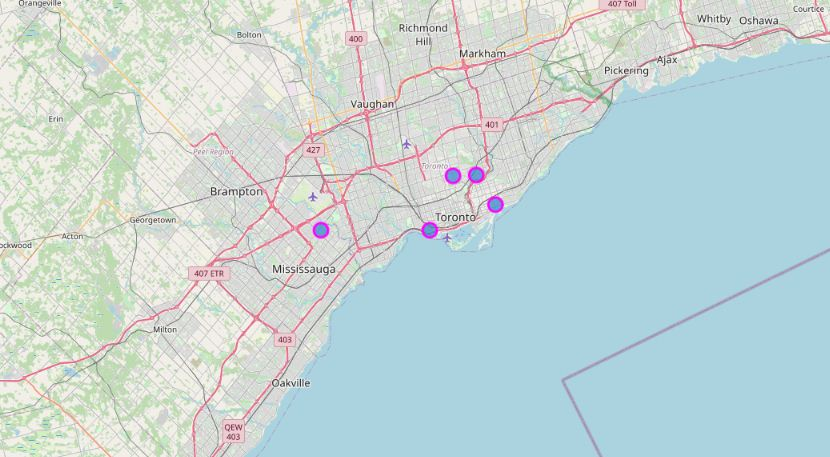 Orangeville
407 Toll
Courtice
Whitby
Oshawa
Richmond
Hill
Bolton
400
Markham
Ajax
Pickering
Vaughan
Erin
401
427
Peel Region
Toronto
Brampton
Georgetown
Toronto
Acton
ockwood
Mississauga
407 ETR
Milton
403
Oakville
QEW
403